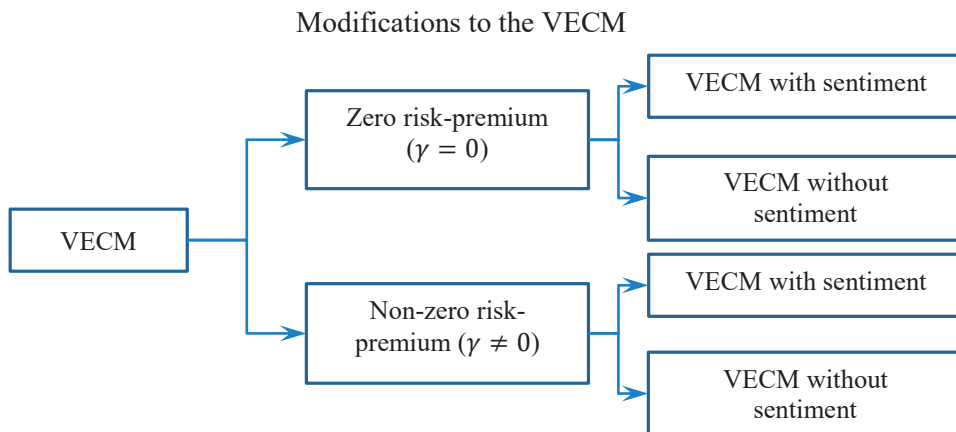 Modifications to the VECM
VECM
Zero risk-premium
(γ = 0)
VECM with sentiment
VECM without
sentiment
Non-zero risk-
premium (γ ≠ 0)
VECM with sentiment
VECM without
sentiment